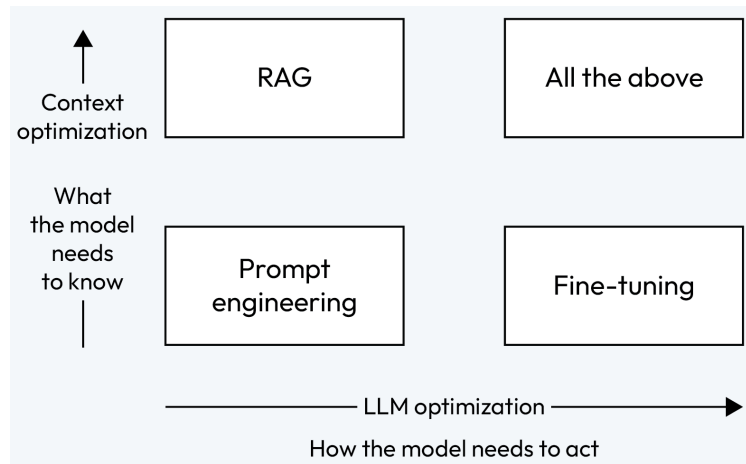 RAG
All the above
Context
optimization
What
the model
needs
to know
Prompt
engineering
Fine-tuning
LLM optimization
How the model needs to act